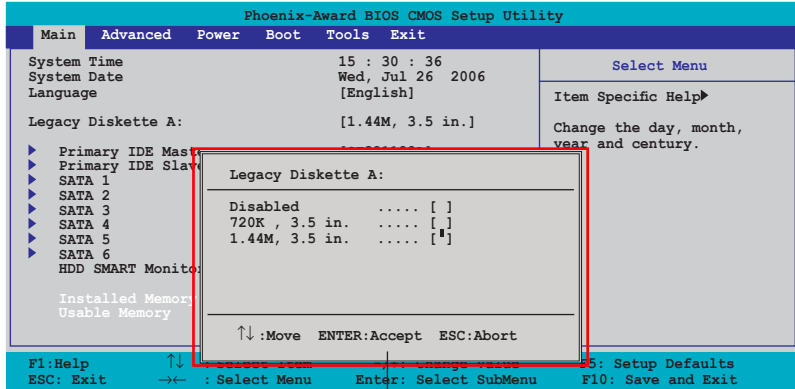 Phoenix-Award BIOS CMOS Setup Utility
Main Advanced Power Boot Tools Exit
System Time 15 : 30 : 36
System Date Wed, Jul 26 2006
Language [English]
Legacy Diskette A: [1.44M, 3.5 in.]
Primary IDE
Primary IDE
SATA 1
SATA 2
SATA 3
SATA 4
SATA 5
SATA 6
HDD SMART
Installed Memory
Usable Memory
Select Menu
Item Specific Help
Change the day, month,
year and century.
Legacy Diskette A:
Disabled ..... [ ]
720K , 3.5 in. ..... [ ]
1.44M, 3.5 in. ..... [▘]
↑↓ :Move ENTER:Accept ESC:Abort
F1:Help ↑↓ : Select Item -/+: Change Value F5: Setup Defaults
ESC: Exit →← : Select Menu Enter: Select SubMenu F10: Save and Exit